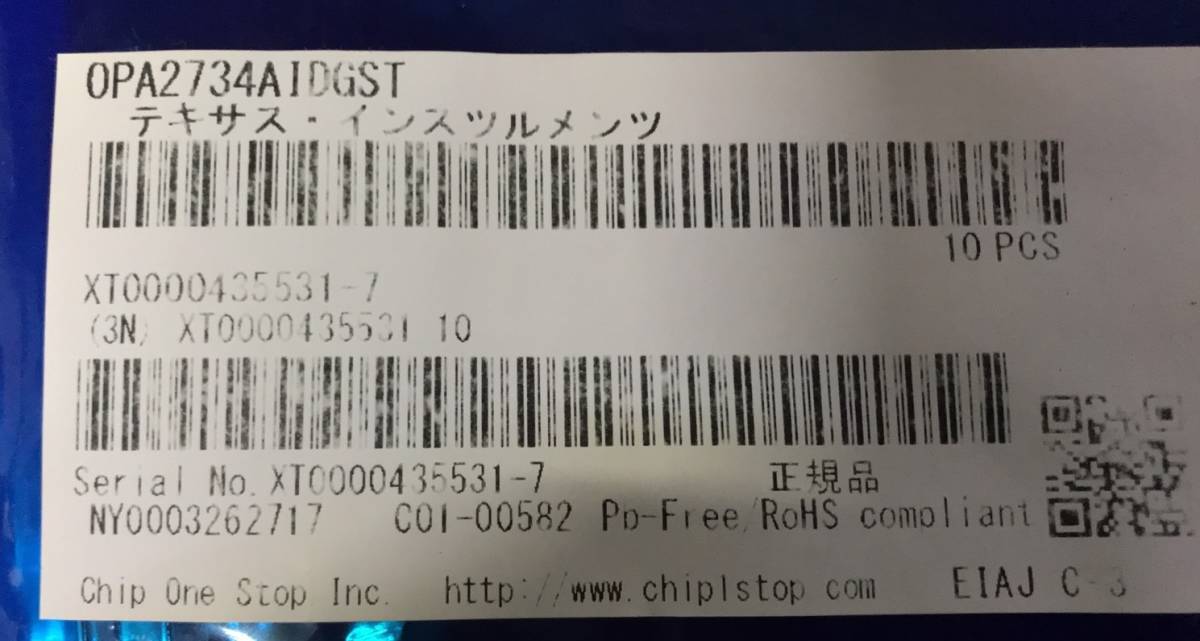 OPA2734AIDGST
テキサス・インスツルメンツ
10 PCS
XT0000435531-7
(3N) XT0000435531 10
Serial No. XT0000435531-7 正規品
NY0003262717 C01-00582 Pb-Free/RoHS compliant
Chip One Stop Inc. http://www.chip1stop.com EIAJ C-3